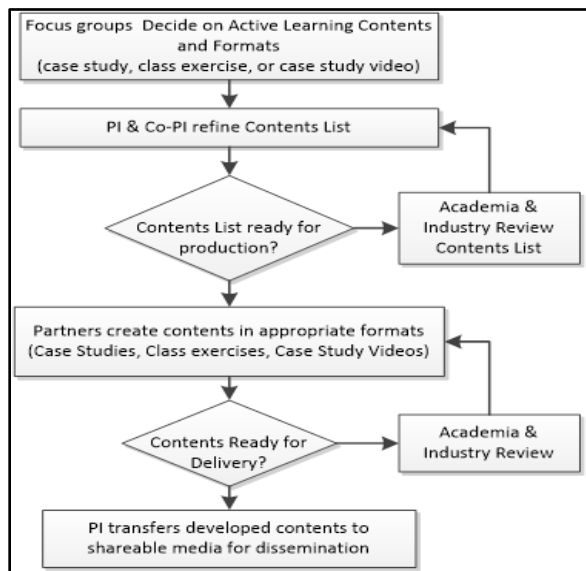 Focus groups Decide on Active Learning Contents
and Formats
(case study, class exercise, or case study video)
PI & Co-PI refine Contents List
Contents List ready for
production?
Academia &
Industry Review
Contents List
Partners create contents in appropriate formats
(Case Studies, Class exercises, Case Study Videos)
Contents Ready for
Delivery?
Academia &
Industry Review
PI transfers developed contents to
shareable media for dissemination